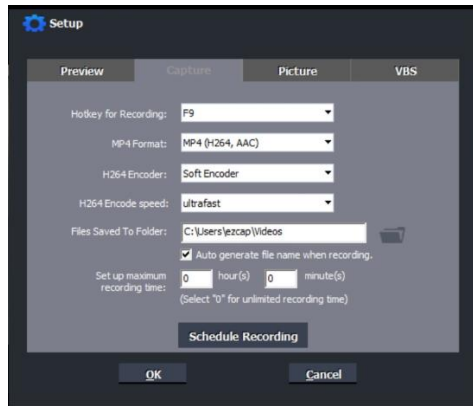 Setup
Preview Capture Picture VBS
Hotkey for Recording: F9
MP4 Format: MP4 (H264, AAC)
H264 Encoder: Soft Encoder
H264 Encode speed: ultrafast
Files Saved To Folder: C:\Users\ezcap\Videos
Auto generate file name when recording.
Set up maximum recording time: 0 hour(s) 0 minute(s)
(Select "0" for unlimited recording time)
Schedule Recording
OK Cancel